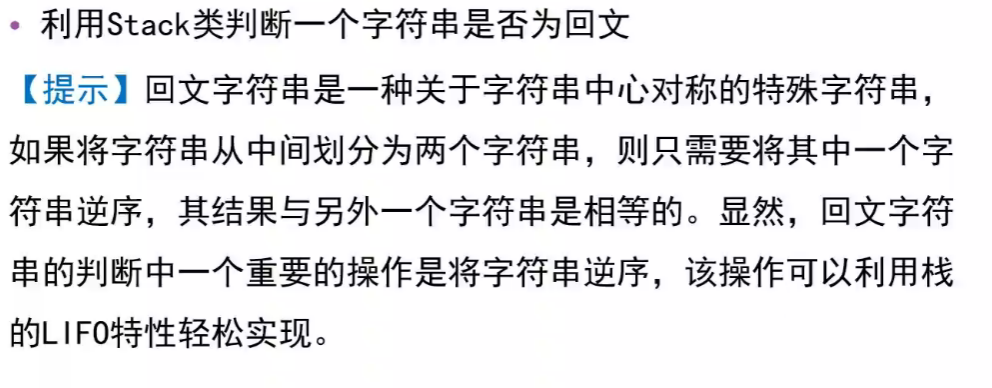 • 利用Stack类判断一个字符串是否为回文
【提示】回文字符串是一种关于字符串中心对称的特殊字符串，
如果将字符串从中间划分为两个字符串，则只需要将其中一个字
符串逆序，其结果与另外一个字符串是相等的。显然，回文字符
串的判断中一个重要的操作是将字符串逆序，该操作可以利用栈
的LIFO特性轻松实现。